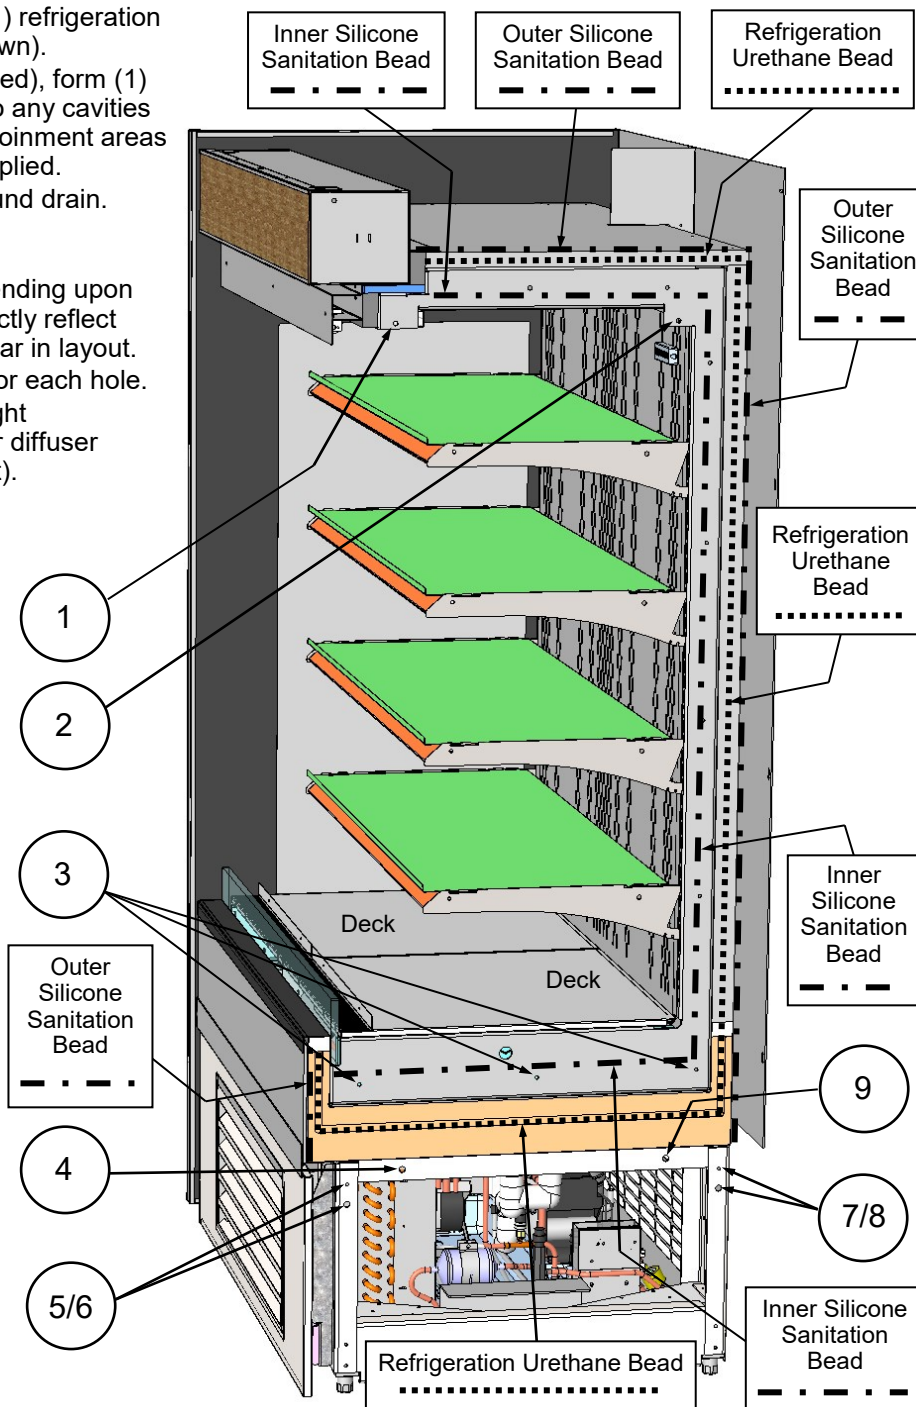 ) refrigeration
wn).
ed), form (1)
o any cavities
oinment areas
pplied.
und drain.
ending upon
ctly reflect
ar in layout.
or each hole.
ght
r diffuser
t).
Inner Silicone
Sanitation Bead
Outer Silicone
Sanitation Bead
Refrigeration
Urethane Bead
Outer
Silicone
Sanitation
Bead
Refrigeration
Urethane
Bead
1
2
3
Inner
Silicone
Sanitation
Bead
Deck
Deck
Outer
Silicone
Sanitation
Bead
9
4
7/8
5/6
Inner Silicone
Sanitation
Bead
Refrigeration Urethane Bead